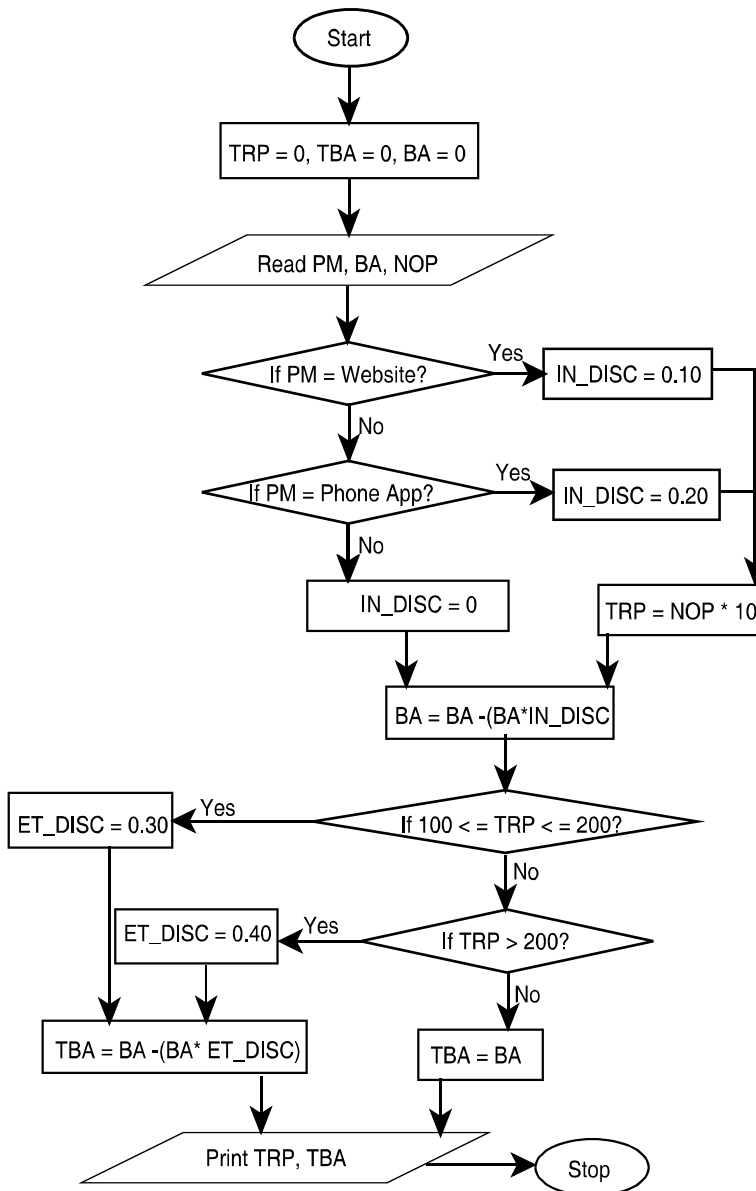 Start
TRP = 0, TBA = 0, BA = 0
Read PM, BA, NOP
If PM = Website?
Yes
IN_DISC = 0.10
No
If PM = Phone App?
Yes
IN_DISC = 0.20
No
IN_DISC = 0
TRP = NOP * 10
BA = BA -(BA*IN_DISC
If 100 < = TRP < = 200?
Yes
ET_DISC = 0.30
No
If TRP > 200?
Yes
ET_DISC = 0.40
No
TBA = BA -(BA* ET_DISC)
TBA = BA
Print TRP, TBA
Stop